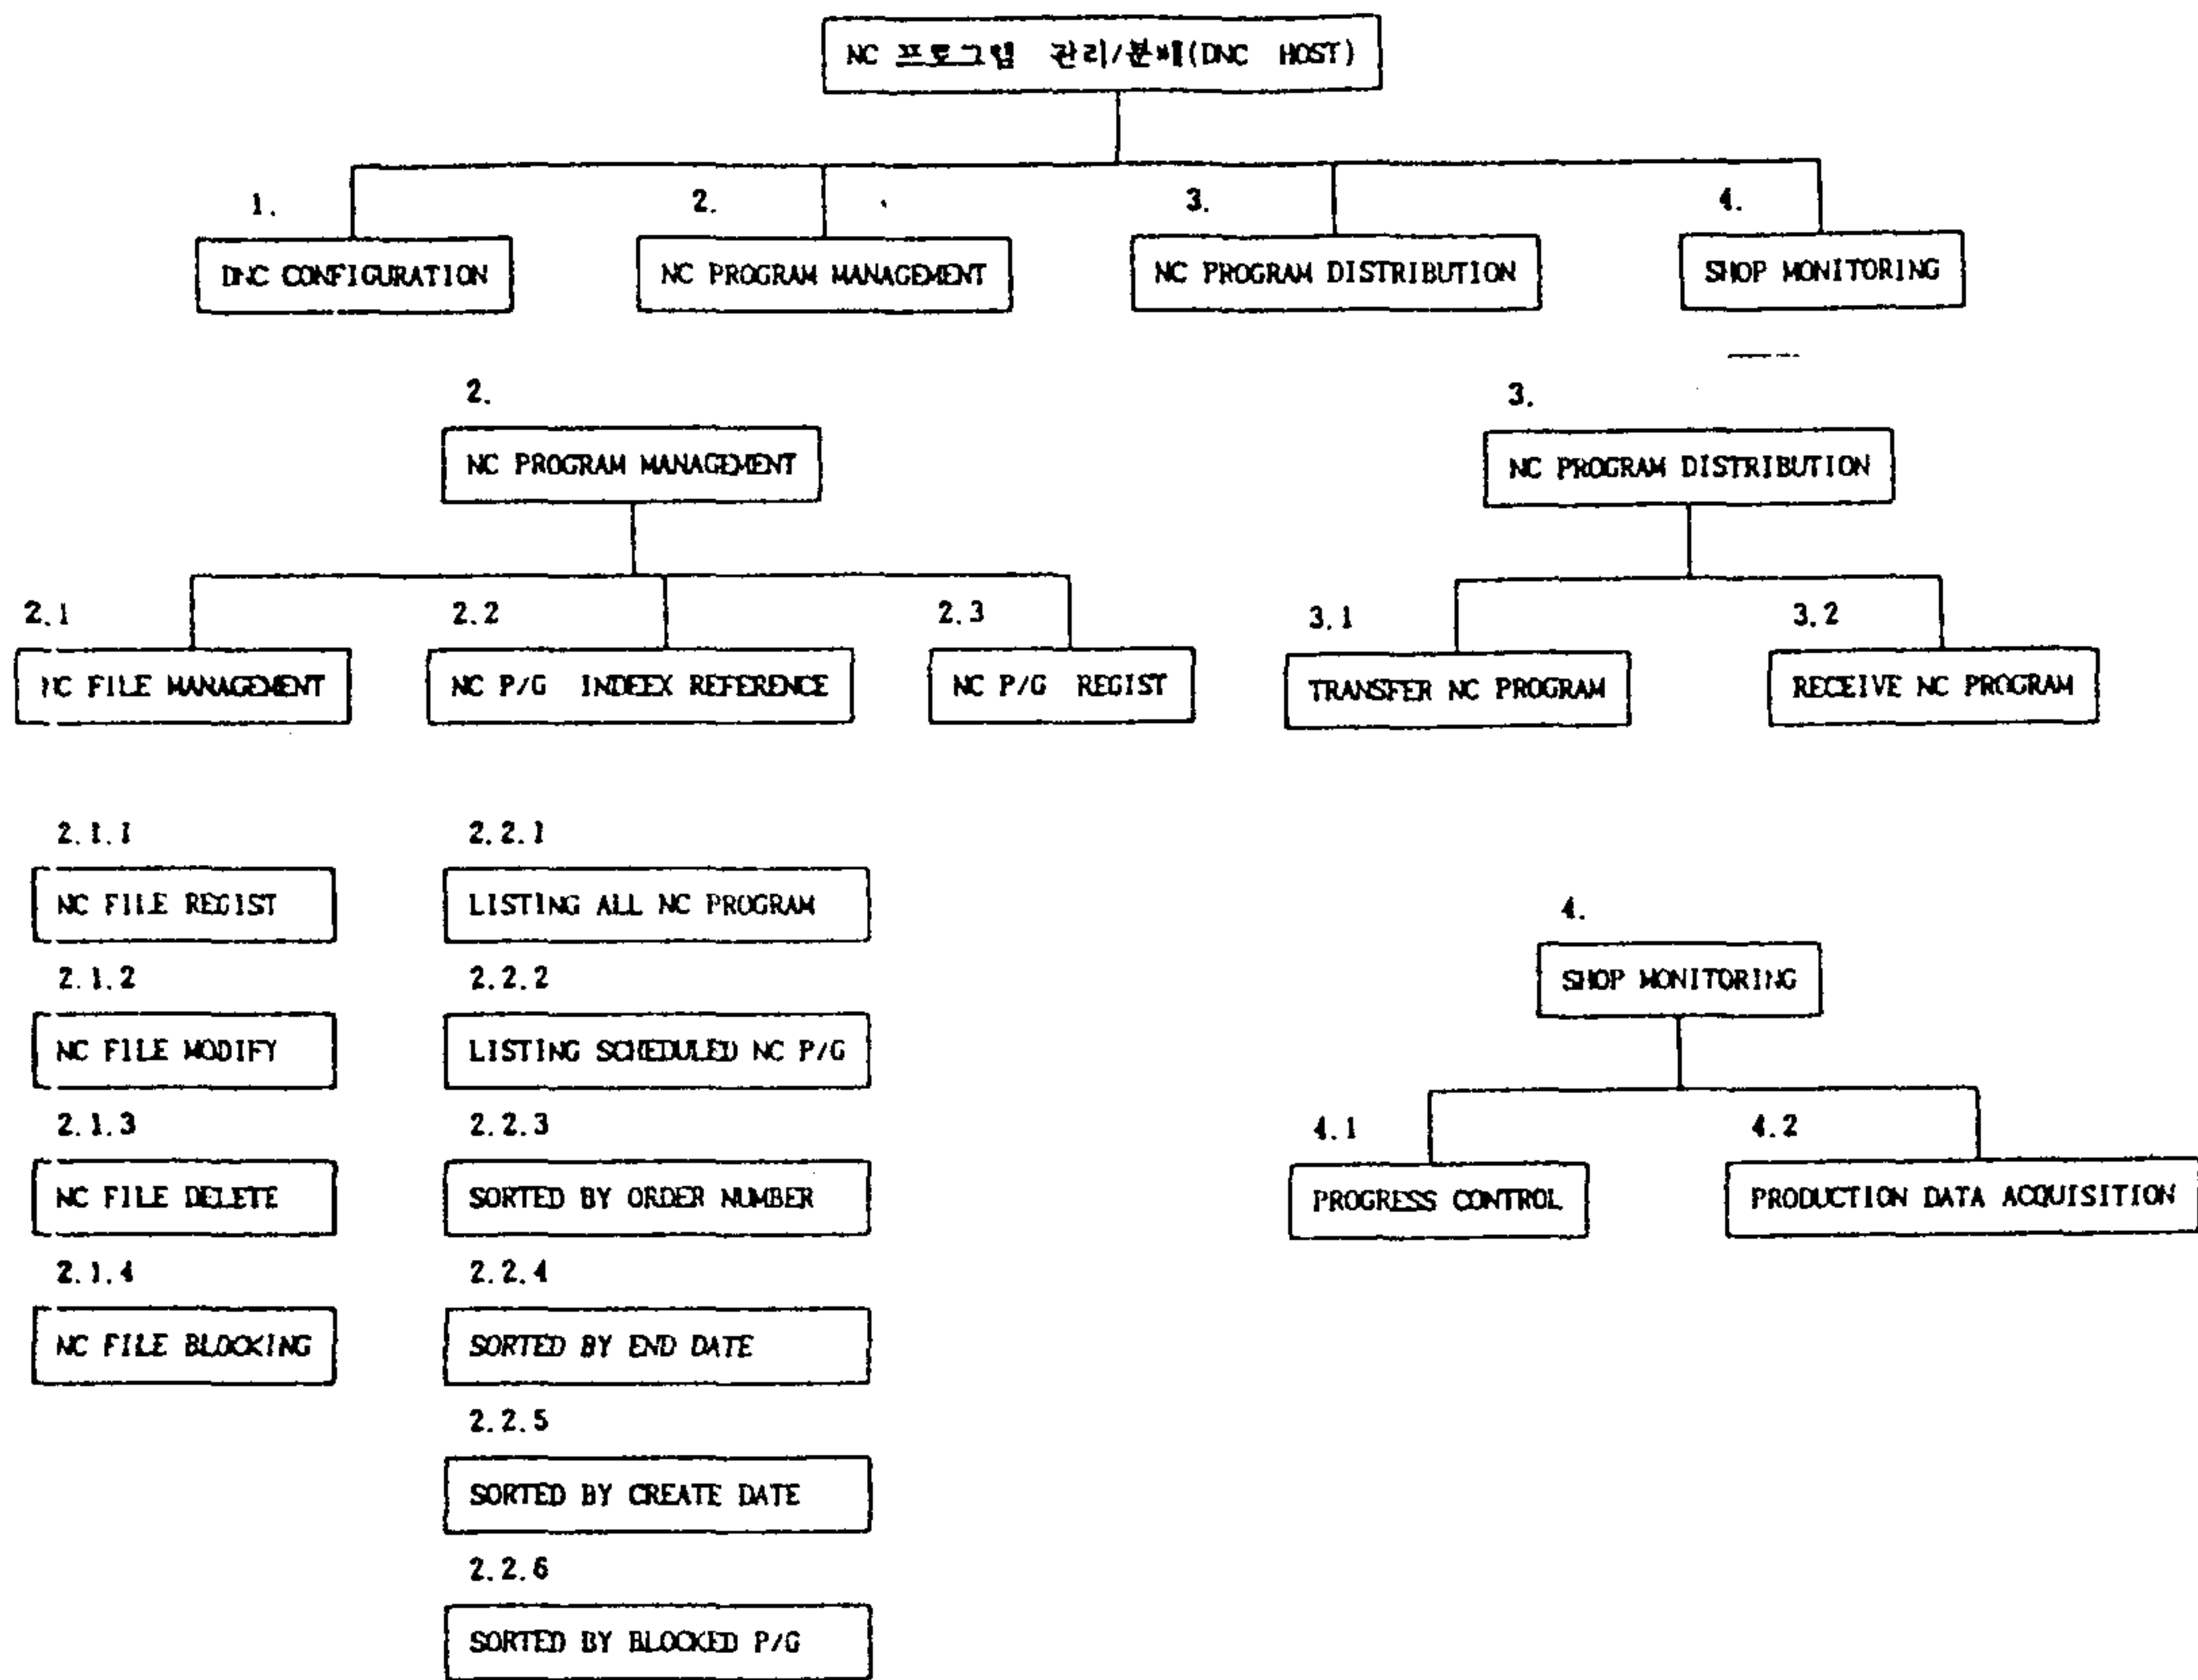 NC 프로그램 관리/분배(DNC HOST)
1.
2.
3.
4.
DNC CONFIGURATION
NC PROGRAM MANAGEMENT
NC PROGRAM DISTRIBUTION
SHOP MONITORING
2.
NC PROGRAM MANAGEMENT
2.1
2.2
2.3
NC FILE MANAGEMENT
NC P/G INDEEX REFERENCE
NC P/G REGIST
3.
NC PROGRAM DISTRIBUTION
3.1
3.2
TRANSFER NC PROGRAM
RECEIVE NC PROGRAM
2.1.1
NC FILE REGIST
2.1.2
NC FILE MODIFY
2.1.3
NC FILE DELETE
2.1.4
NC FILE BLOCKING
2.2.1
LISTING ALL NC PROGRAM
2.2.2
LISTING SCHEDULED NC P/G
2.2.3
SORTED BY ORDER NUMBER
2.2.4
SORTED BY END DATE
2.2.5
SORTED BY CREATE DATE
2.2.6
SORTED BY BLOCKED P/G
4.
SHOP MONITORING
4.1
4.2
PROGRESS CONTROL
PRODUCTION DATA ACQUISITION